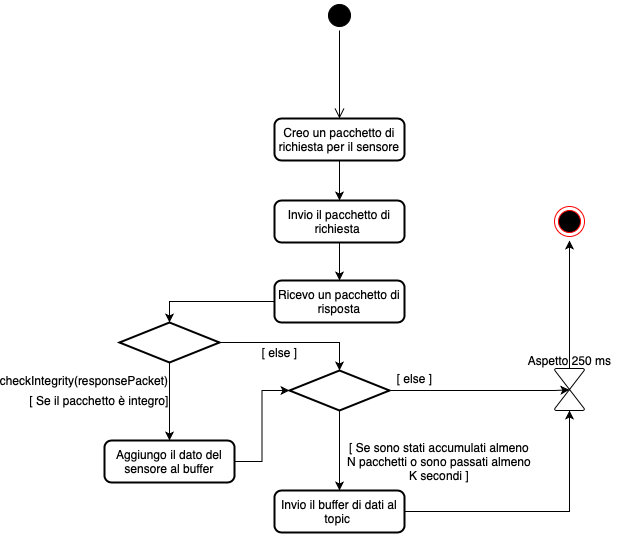 Creo un pacchetto di
richiesta per il sensore
Invio il pacchetto di
richiesta
Ricevo un pacchetto di
risposta
[ else ]
Aspetto 250 ms
checkIntegrity(responsePacket)
[ Se il pacchetto è integro]
[ else ]
Aggiungo il dato del
sensore al buffer
[ Se sono stati accumulati almeno
N pacchetti o sono passati almeno
K secondi ]
Invio il buffer di dati al
topic